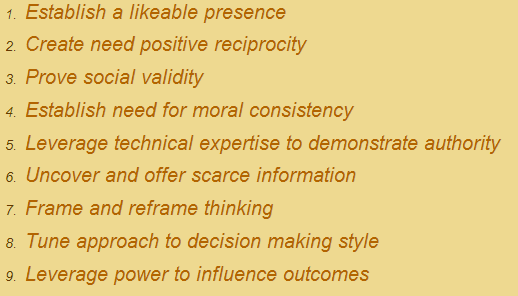 1. Establish a likeable presence
2. Create need positive reciprocity
3. Prove social validity
4. Establish need for moral consistency
5. Leverage technical expertise to demonstrate authority
6. Uncover and offer scarce information
7. Frame and reframe thinking
8. Tune approach to decision making style
9. Leverage power to influence outcomes